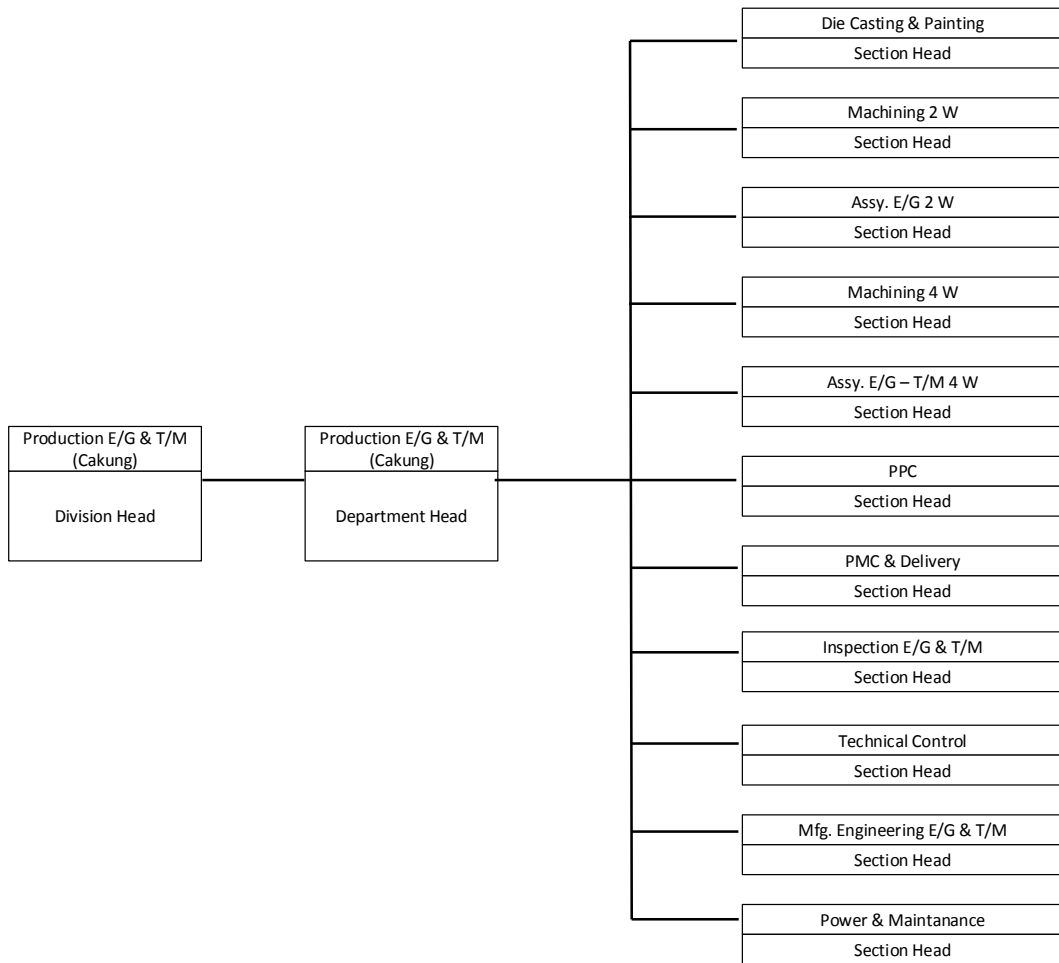 Production E/G & T/M
(Cakung)
Division Head
Production E/G & T/M
(Cakung)
Department Head
Die Casting & Painting
Section Head
Machining 2 W
Section Head
Assy. E/G 2 W
Section Head
Machining 4 W
Section Head
Assy. E/G – T/M 4 W
Section Head
PPC
Section Head
PMC & Delivery
Section Head
Inspection E/G & T/M
Section Head
Technical Control
Section Head
Mfg. Engineering E/G & T/M
Section Head
Power & Maintanance
Section Head